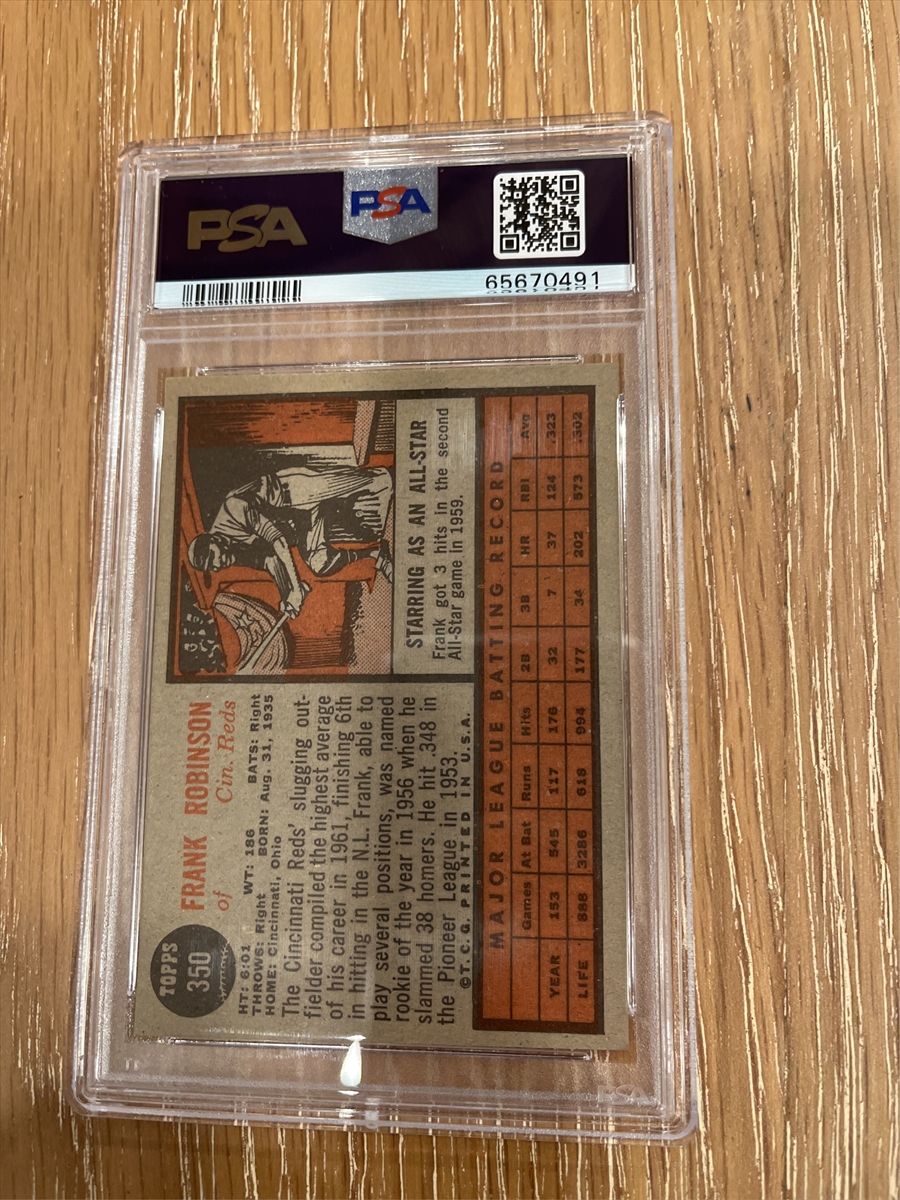 PSA
PSA
65670491
TOPPS
350
FRANK ROBINSON
of Cin. Reds
HT: 6:01 WT: 186 BATS: Right
THROWS: Right BORN: Aug. 31, 1935
HOME: Cincinnati, Ohio
The Cincinnati Reds' slugging out-
fielder compiled the highest average
of his career in 1961, finishing 6th
in hitting in the N.L. Frank, able to
play several positions, was named
rookie of the year in 1956 when he
slammed 38 homers. He hit .348 in
the Pioneer League in 1953.
©T.C.G. PRINTED IN U.S.A.
STARRING AS AN ALL-STAR
Frank got 3 hits in the second
All-Star game in 1959.
MAJOR LEAGUE BATTING RECORD
Games At Bat Runs Hits 2B 3B HR RBI Avg
YEAR 153 545 117 176 32 7 37 124 .323
LIFE 888 3286 618 994 177 34 202 573 .302
PSA